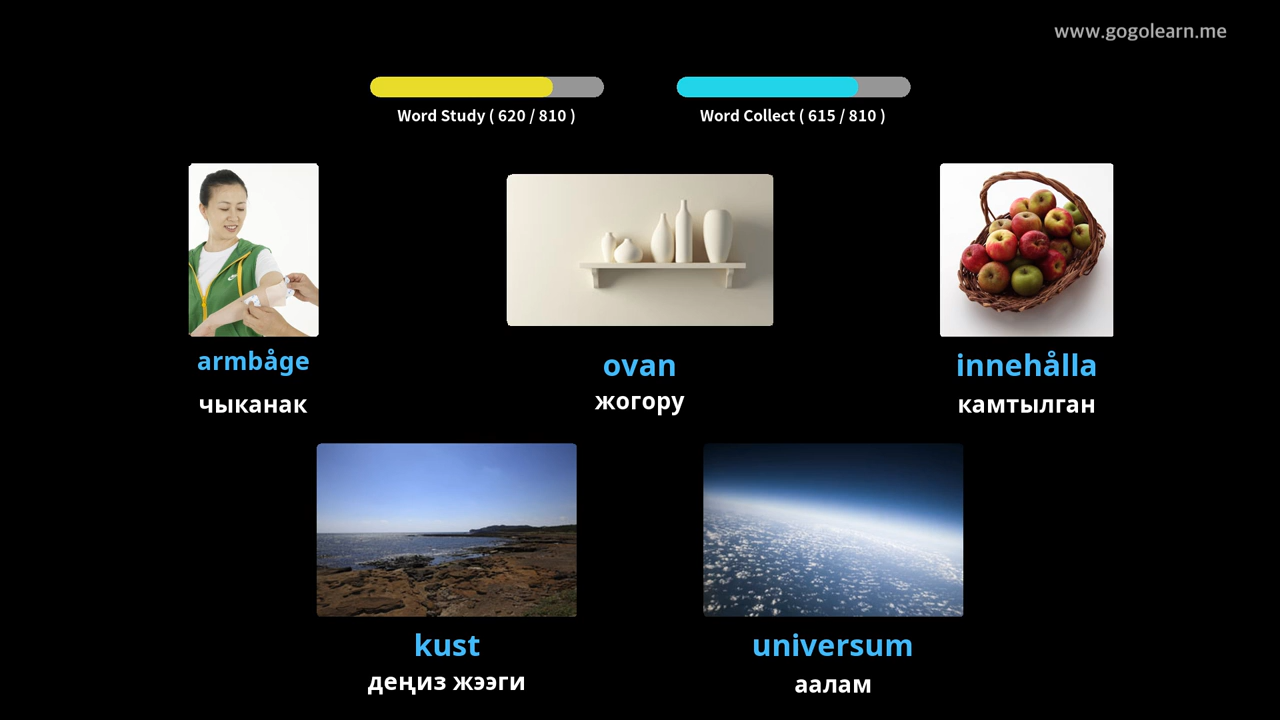 www.gogolearn.me
Word Study ( 620 / 810 )
Word Collect ( 615 / 810 )
armbåge
чыканак
ovan
жогору
innehålla
камтылган
kust
деңиз жээги
universum
аалам